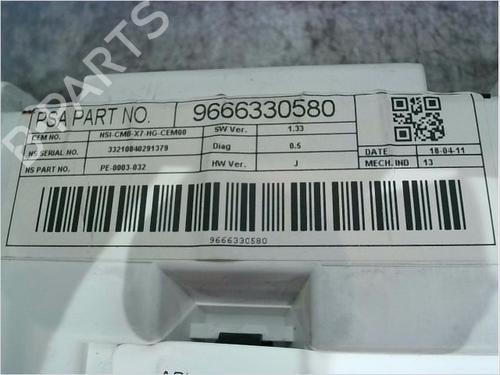 B-PARTS
PSA PART NO. 9666330580
CEM NO. NSI-CMB-X7-HG-CEM00 SW Ver. 1.33
NS SERIAL NO. 33210840291379 Diag 0.5 DATE 18-04-11
NS PART NO. PE-0003-032 HW Ver. J MECH.IND 13
9666330580